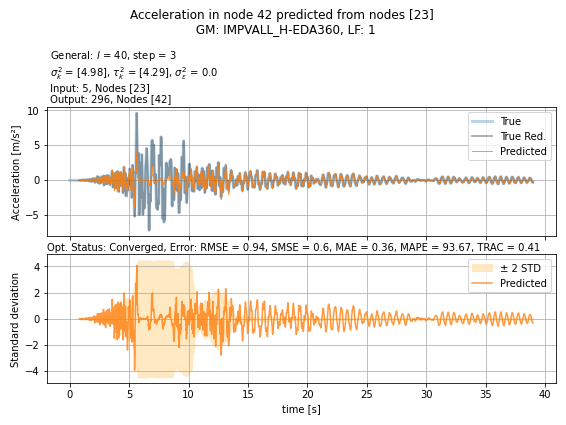 Acceleration in node 42 predicted from nodes [23]
GM: IMPVALL_H-EDA360, LF: 1
General: l = 40, step = 3
σ²ₖ = [4.98], τ²ₖ = [4.29], σ²ε = 0.0
Input: 5, Nodes [23]
Output: 296, Nodes [42]
Acceleration [m/s²]
10
5
0
−5
True
True Red.
Predicted
Opt. Status: Converged, Error: RMSE = 0.94, SMSE = 0.6, MAE = 0.36, MAPE = 93.67, TRAC = 0.41
Standard deviation
4
2
0
−2
−4
± 2 STD
Predicted
0 5 10 15 20 25 30 35 40
time [s]